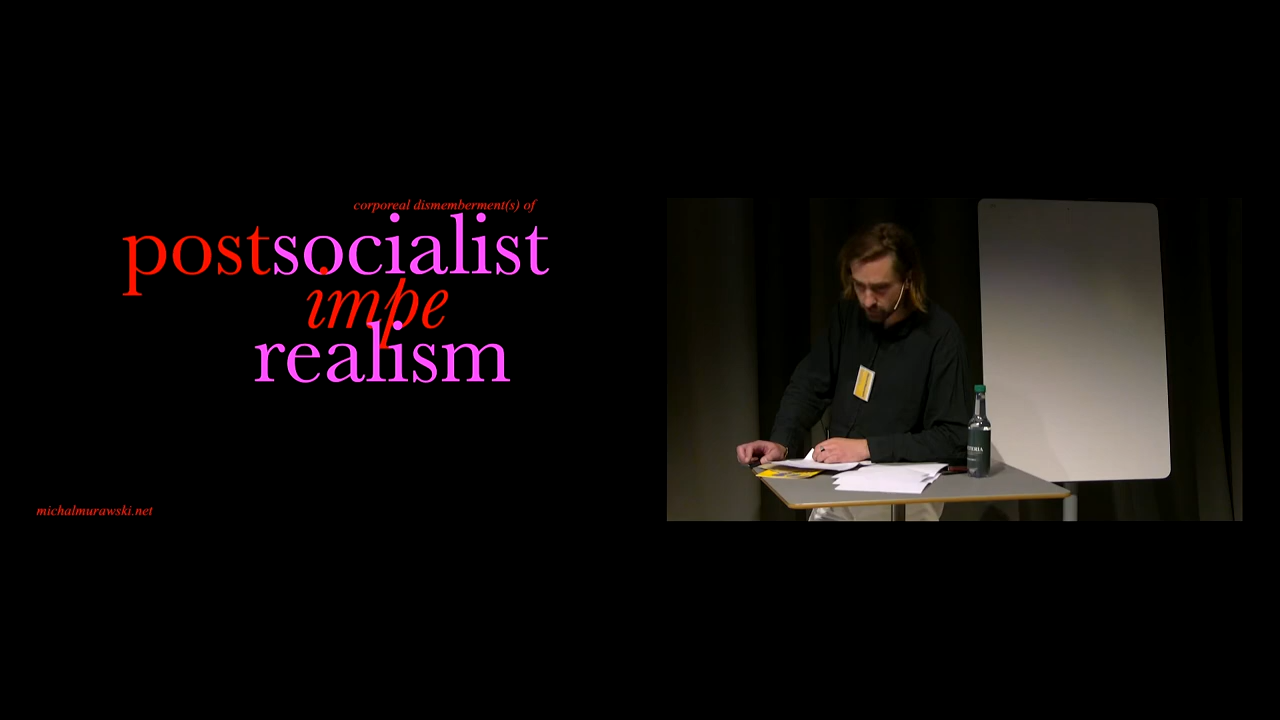 corporeal dismemberment(s) of
postsocialist
impe
realism
michalmurawski.net